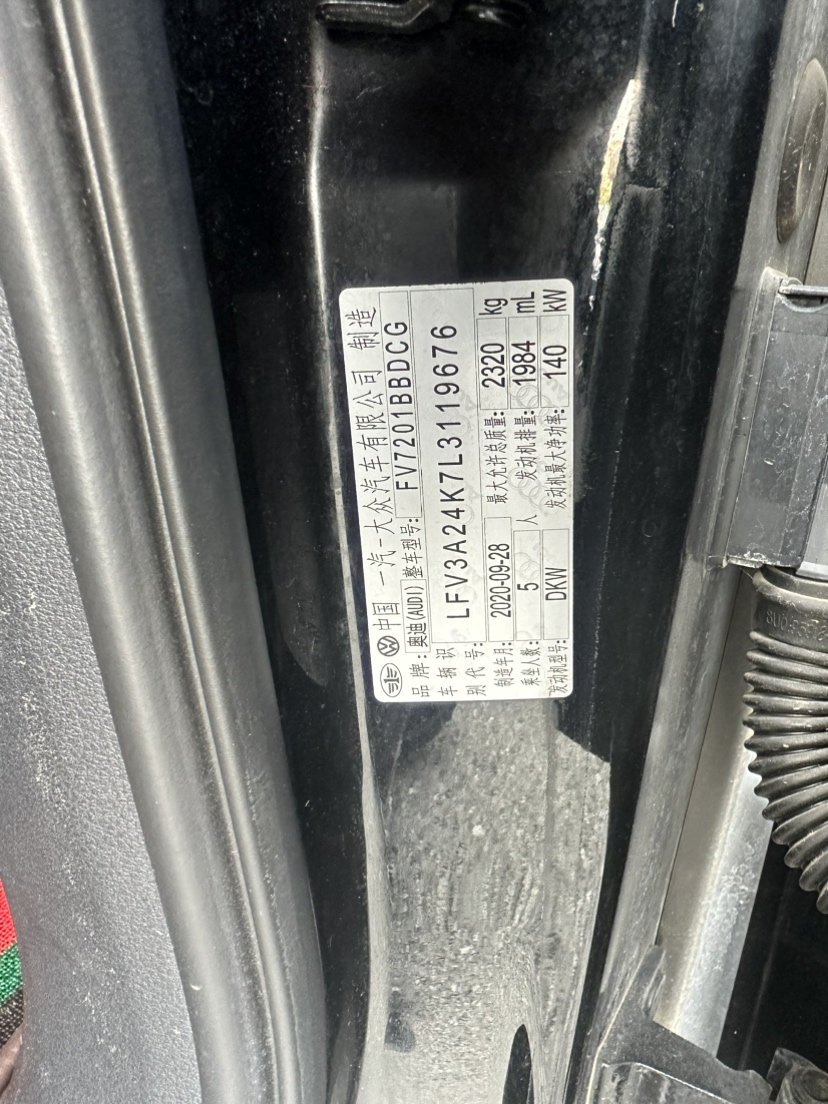 中国 一汽-大众汽车有限公司 制造
品牌: 奥迪(AUDI) 整车型号: FV7201BBDCG
车辆识别代号: LFV3A24K7L3119676
制造年月: 2020-09-28 最大允许总质量: 2320 kg
乘坐人数: 5 人 发动机排量: 1984 mL
发动机型号: DKW 发动机最大净功率: 140 kW